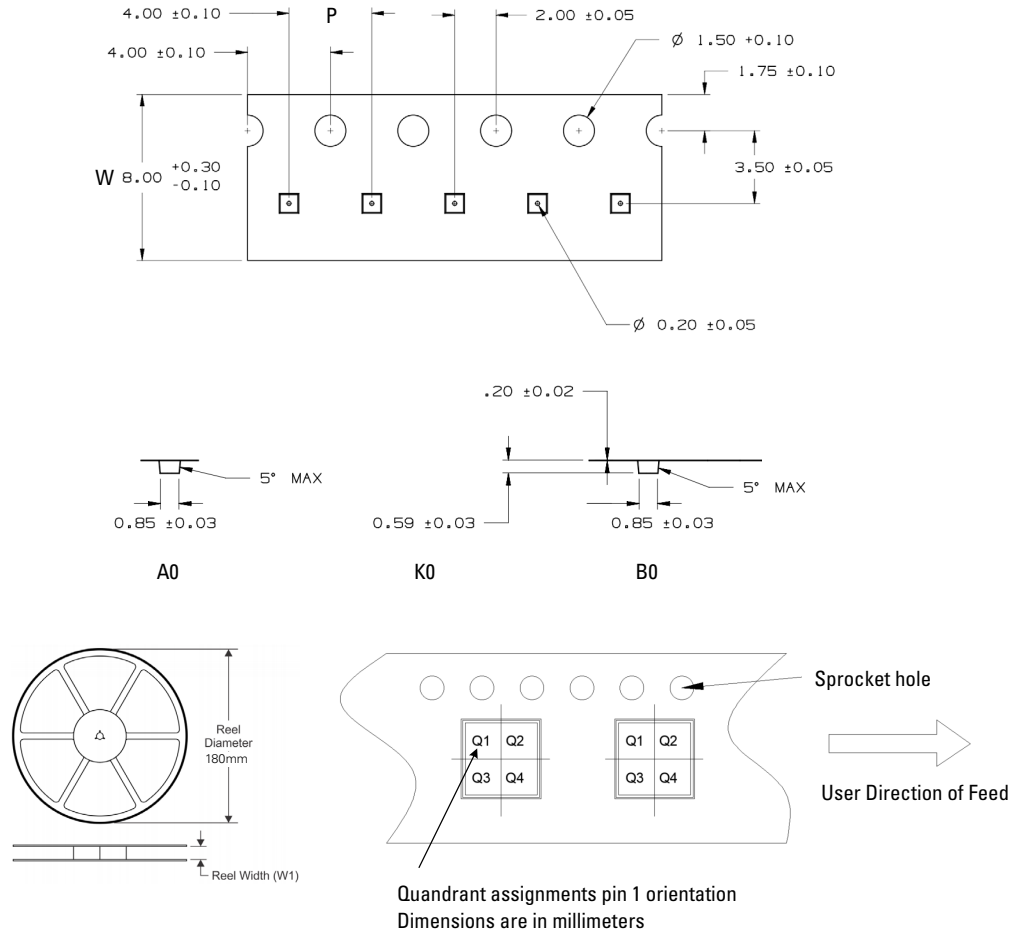 4.00 ±0.10
P
2.00 ±0.05
4.00 ±0.10
Ø 1.50 +0.10
1.75 ±0.10
W 8.00 +0.30 -0.10
3.50 ±0.05
Ø 0.20 ±0.05
.20 ±0.02
5° MAX
0.85 ±0.03
0.59 ±0.03
5° MAX
0.85 ±0.03
A0
K0
B0
Reel
Diameter
180mm
Reel Width (W1)
Sprocket hole
Q1 Q2
Q3 Q4
Q1 Q2
Q3 Q4
User Direction of Feed
Quandrant assignments pin 1 orientation
Dimensions are in millimeters